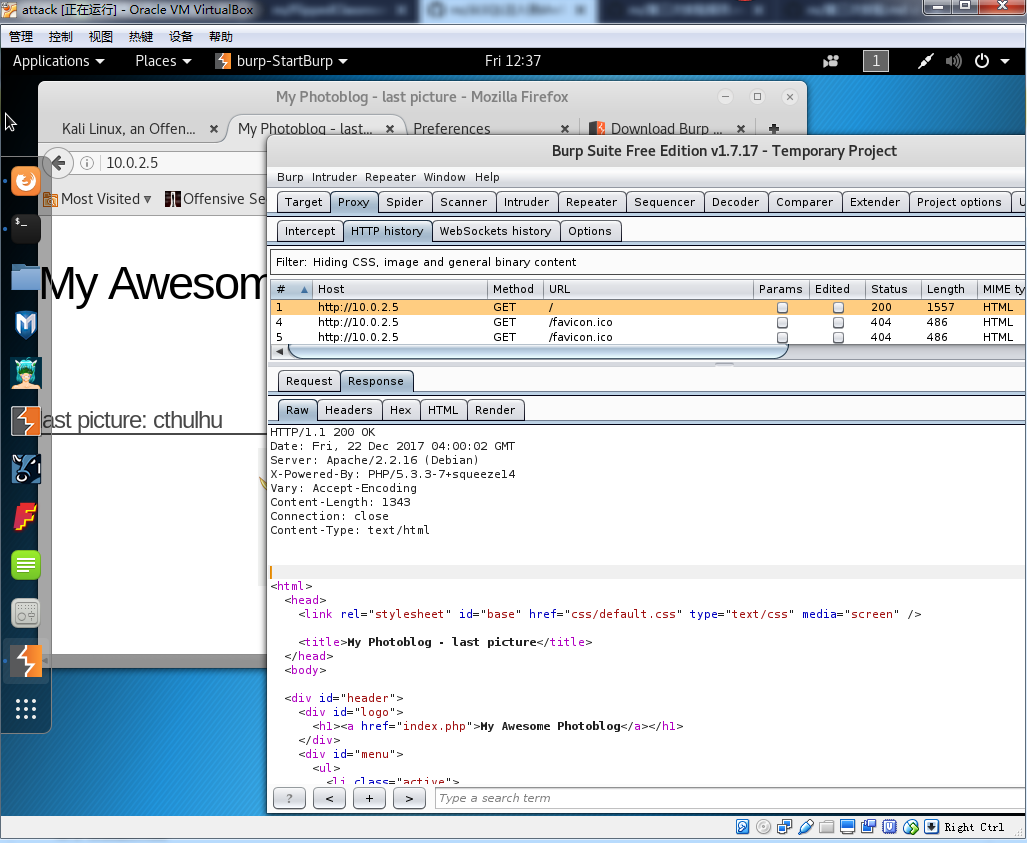 attack [正在运行] - Oracle VM VirtualBox
管理 控制 视图 热键 设备 帮助
Applications Places burp-StartBurp Fri 12:37 1
My Photoblog - last picture - Mozilla Firefox
Kali Linux, an Offen... × My Photoblog - last... × Preferences × Download Burp ... × +
10.0.2.5
Most Visited Offensive Se
My Awesom
ast picture: cthulhu
Burp Suite Free Edition v1.7.17 - Temporary Project
Burp Intruder Repeater Window Help
Target Proxy Spider Scanner Intruder Repeater Sequencer Decoder Comparer Extender Project options U
Intercept HTTP history WebSockets history Options
Filter: Hiding CSS, image and general binary content
# Host Method URL Params Edited Status Length MIME ty
1 http://10.0.2.5 GET / 200 1557 HTML
4 http://10.0.2.5 GET /favicon.ico 404 486 HTML
5 http://10.0.2.5 GET /favicon.ico 404 486 HTML
Request Response
Raw Headers Hex HTML Render
HTTP/1.1 200 OK
Date: Fri, 22 Dec 2017 04:00:02 GMT
Server: Apache/2.2.16 (Debian)
X-Powered-By: PHP/5.3.3-7+squeeze14
Vary: Accept-Encoding
Content-Length: 1343
Connection: close
Content-Type: text/html
<html>
<head>
<link rel="stylesheet" id="base" href="css/default.css" type="text/css" media="screen" />
<title>My Photoblog - last picture</title>
</head>
<body>
<div id="header">
<div id="logo">
<h1><a href="index.php">My Awesome Photoblog</a></h1>
</div>
<div id="menu">
<ul>
<li class="active">
? < + > Type a search term
Right Ctrl